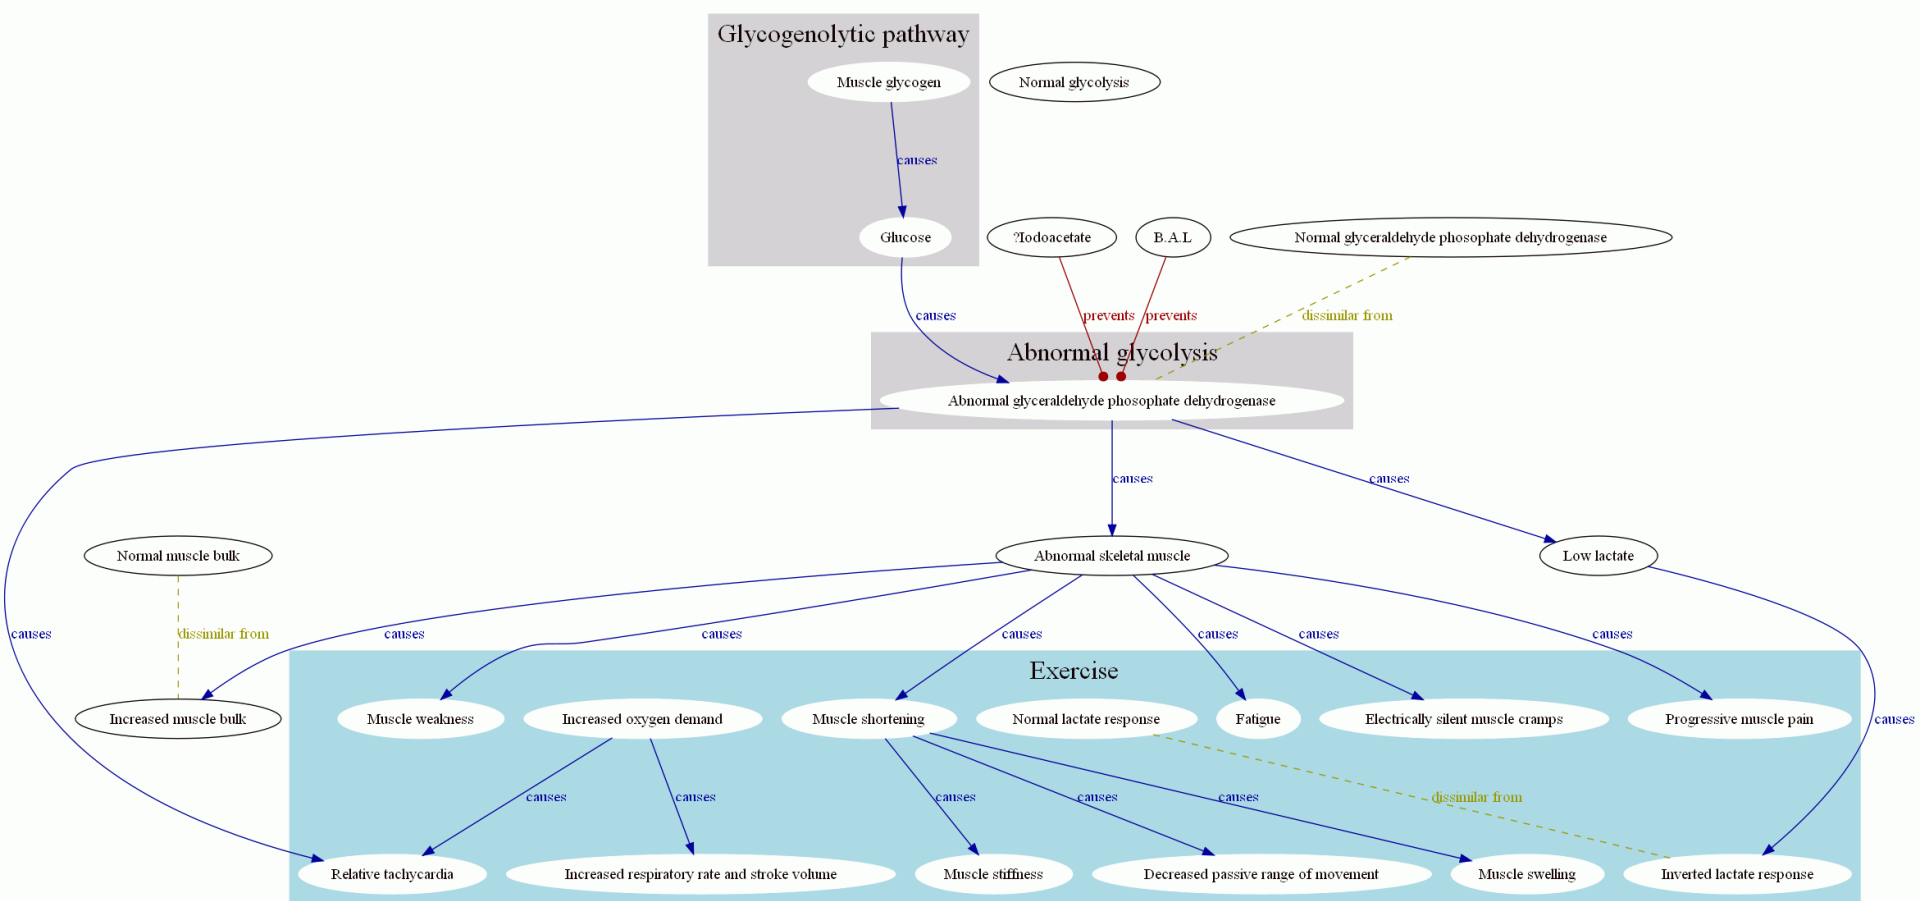 Glycogenolytic pathway
Muscle glycogen
Normal glycolysis
causes
Glucose
?Iodoacetate
B.A.L
Normal glyceraldehyde phosophate dehydrogenase
causes
prevents
prevents
dissimilar from
Abnormal glycolysis
Abnormal glyceraldehyde phosophate dehydrogenase
causes
causes
Normal muscle bulk
Abnormal skeletal muscle
Low lactate
causes
dissimilar from
causes
causes
causes
causes
causes
causes
Exercise
Increased muscle bulk
Muscle weakness
Increased oxygen demand
Muscle shortening
Normal lactate response
Fatigue
Electrically silent muscle cramps
Progressive muscle pain
causes
causes
causes
causes
causes
causes
dissimilar from
Relative tachycardia
Increased respiratory rate and stroke volume
Muscle stiffness
Decreased passive range of movement
Muscle swelling
Inverted lactate response